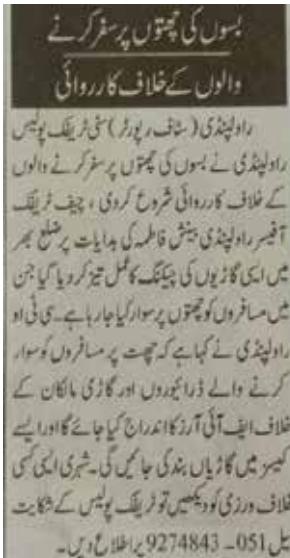 بسوں کی چھتوں پر سفر کرنے
والوں کے خلاف کارروائی
راولپنڈی (سٹاف رپورٹر) سٹی ٹریفک پولیس
راولپنڈی نے بسوں کی چھتوں پر سفر کرنے والوں
کے خلاف کارروائی شروع کردی، چیف ٹریفک
آفیسر راولپنڈی بینش فاطمہ کی ہدایات پر ضلع بھر
میں ایسی گاڑیوں کی چیکنگ کا عمل تیز کر دیا گیا جن
میں مسافروں کو چھتوں پر سوار کیا جا رہا ہے۔ سی ٹی او
راولپنڈی نے کہا ہے کہ چھت پر مسافروں کو سوار
کرنے والے ڈرائیوروں اور گاڑی مالکان کے
خلاف ایف آئی آرز کا اندراج کیا جائے گا اور ایسے
کیسز میں گاڑیاں بند کی جائیں گی۔ شہری ایسی کسی
خلاف ورزی کو دیکھیں تو ٹریفک پولیس کے شکایت
سیل 051-9274843 پر اطلاع دیں۔